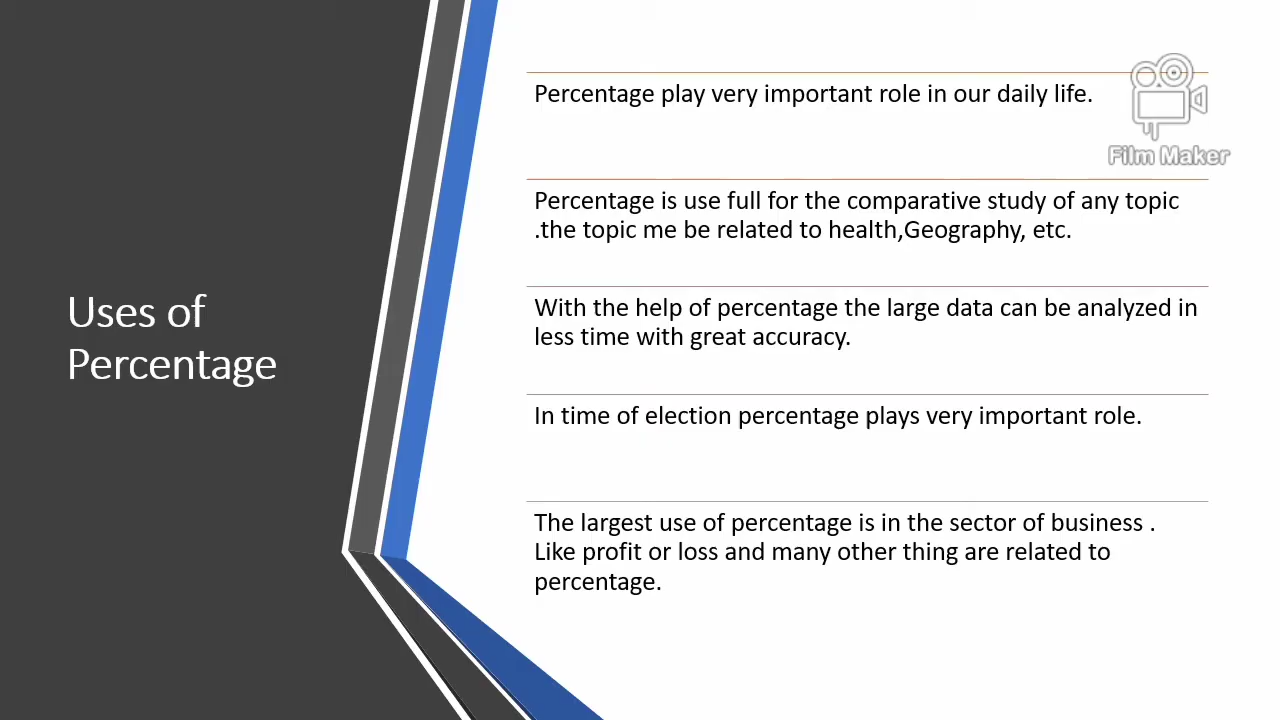 Percentage play very important role in our daily life.
Film Maker
Percentage is use full for the comparative study of any topic
.the topic me be related to health,Geography, etc.
Uses of
Percentage
With the help of percentage the large data can be analyzed in
less time with great accuracy.
In time of election percentage plays very important role.
The largest use of percentage is in the sector of business .
Like profit or loss and many other thing are related to
percentage.